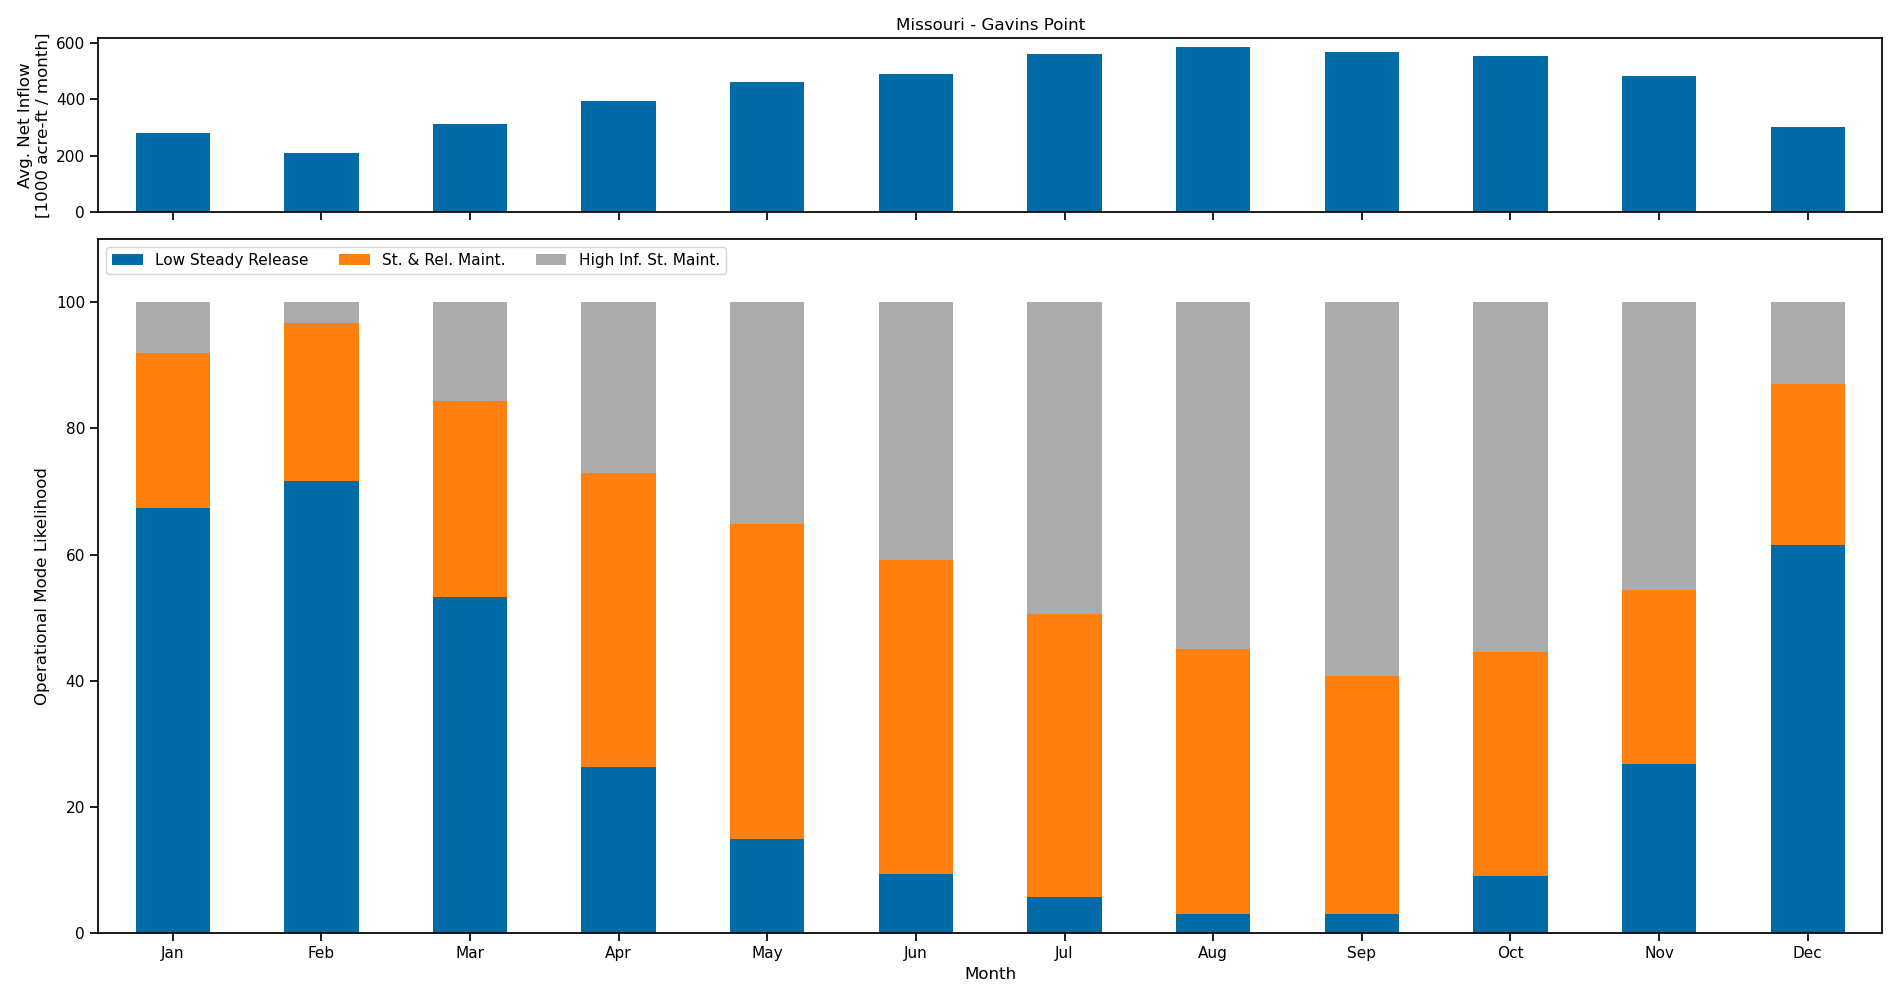 Missouri - Gavins Point
Avg. Net Inflow
[1000 acre-ft / month]
600
400
200
0
Low Steady Release
St. & Rel. Maint.
High Inf. St. Maint.
Operational Mode Likelihood
100
80
60
40
20
0
Jan Feb Mar Apr May Jun Jul Aug Sep Oct Nov Dec
Month